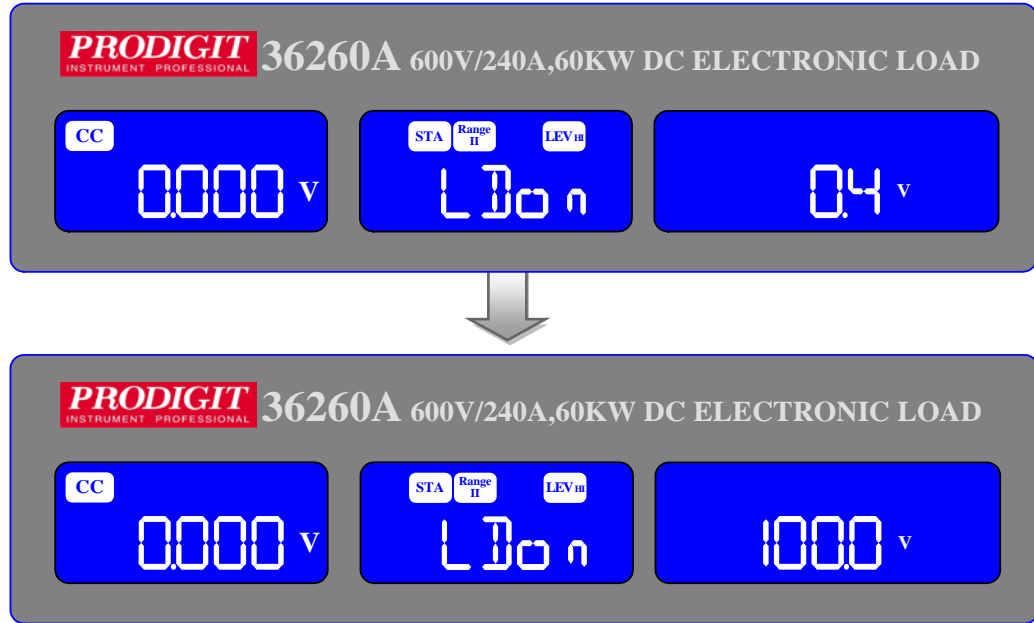 PRODIGIT
INSTRUMENT PROFESSIONAL
36260A 600V/240A,60KW DC ELECTRONIC LOAD
CC
0.000 V
STA Range II LEV HI
LDon
0.4 V
PRODIGIT
INSTRUMENT PROFESSIONAL
36260A 600V/240A,60KW DC ELECTRONIC LOAD
CC
0.000 V
STA Range II LEV HI
LDon
100.0 V